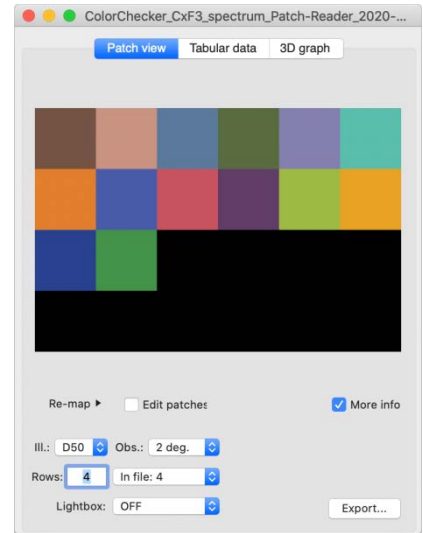 ColorChecker_CxF3_spectrum_Patch-Reader_2020-...
Patch view Tabular data 3D graph
Re-map Edit patches More info
Ill.: D50 Obs.: 2 deg.
Rows: 4 In file: 4
Lightbox: OFF Export...